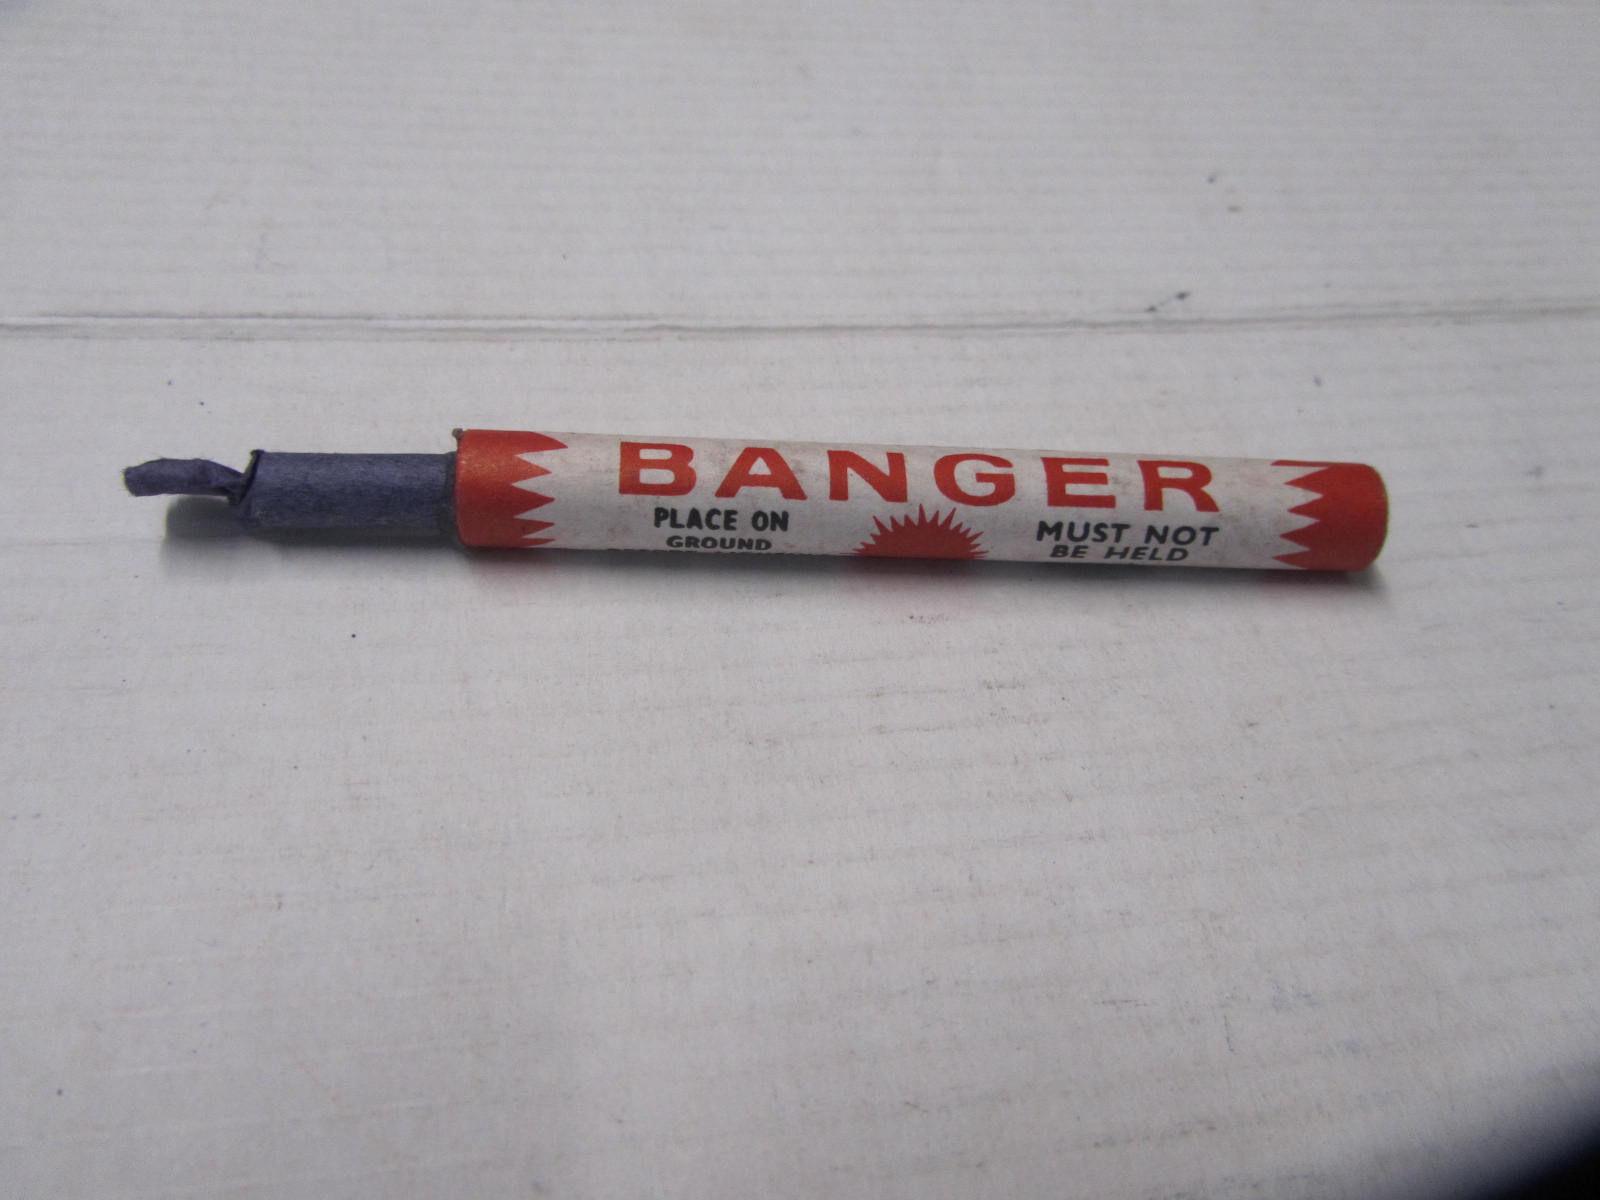 BANGER
PLACE ON
GROUND
MUST NOT
BE HELD